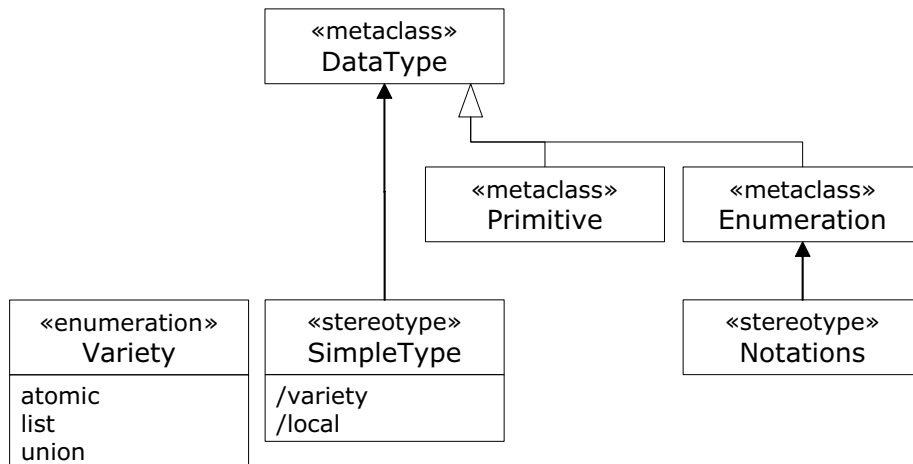 «metaclass»
DataType
«metaclass»
Primitive
«metaclass»
Enumeration
«enumeration»
Variety
atomic
list
union
«stereotype»
SimpleType
/variety
/local
«stereotype»
Notations